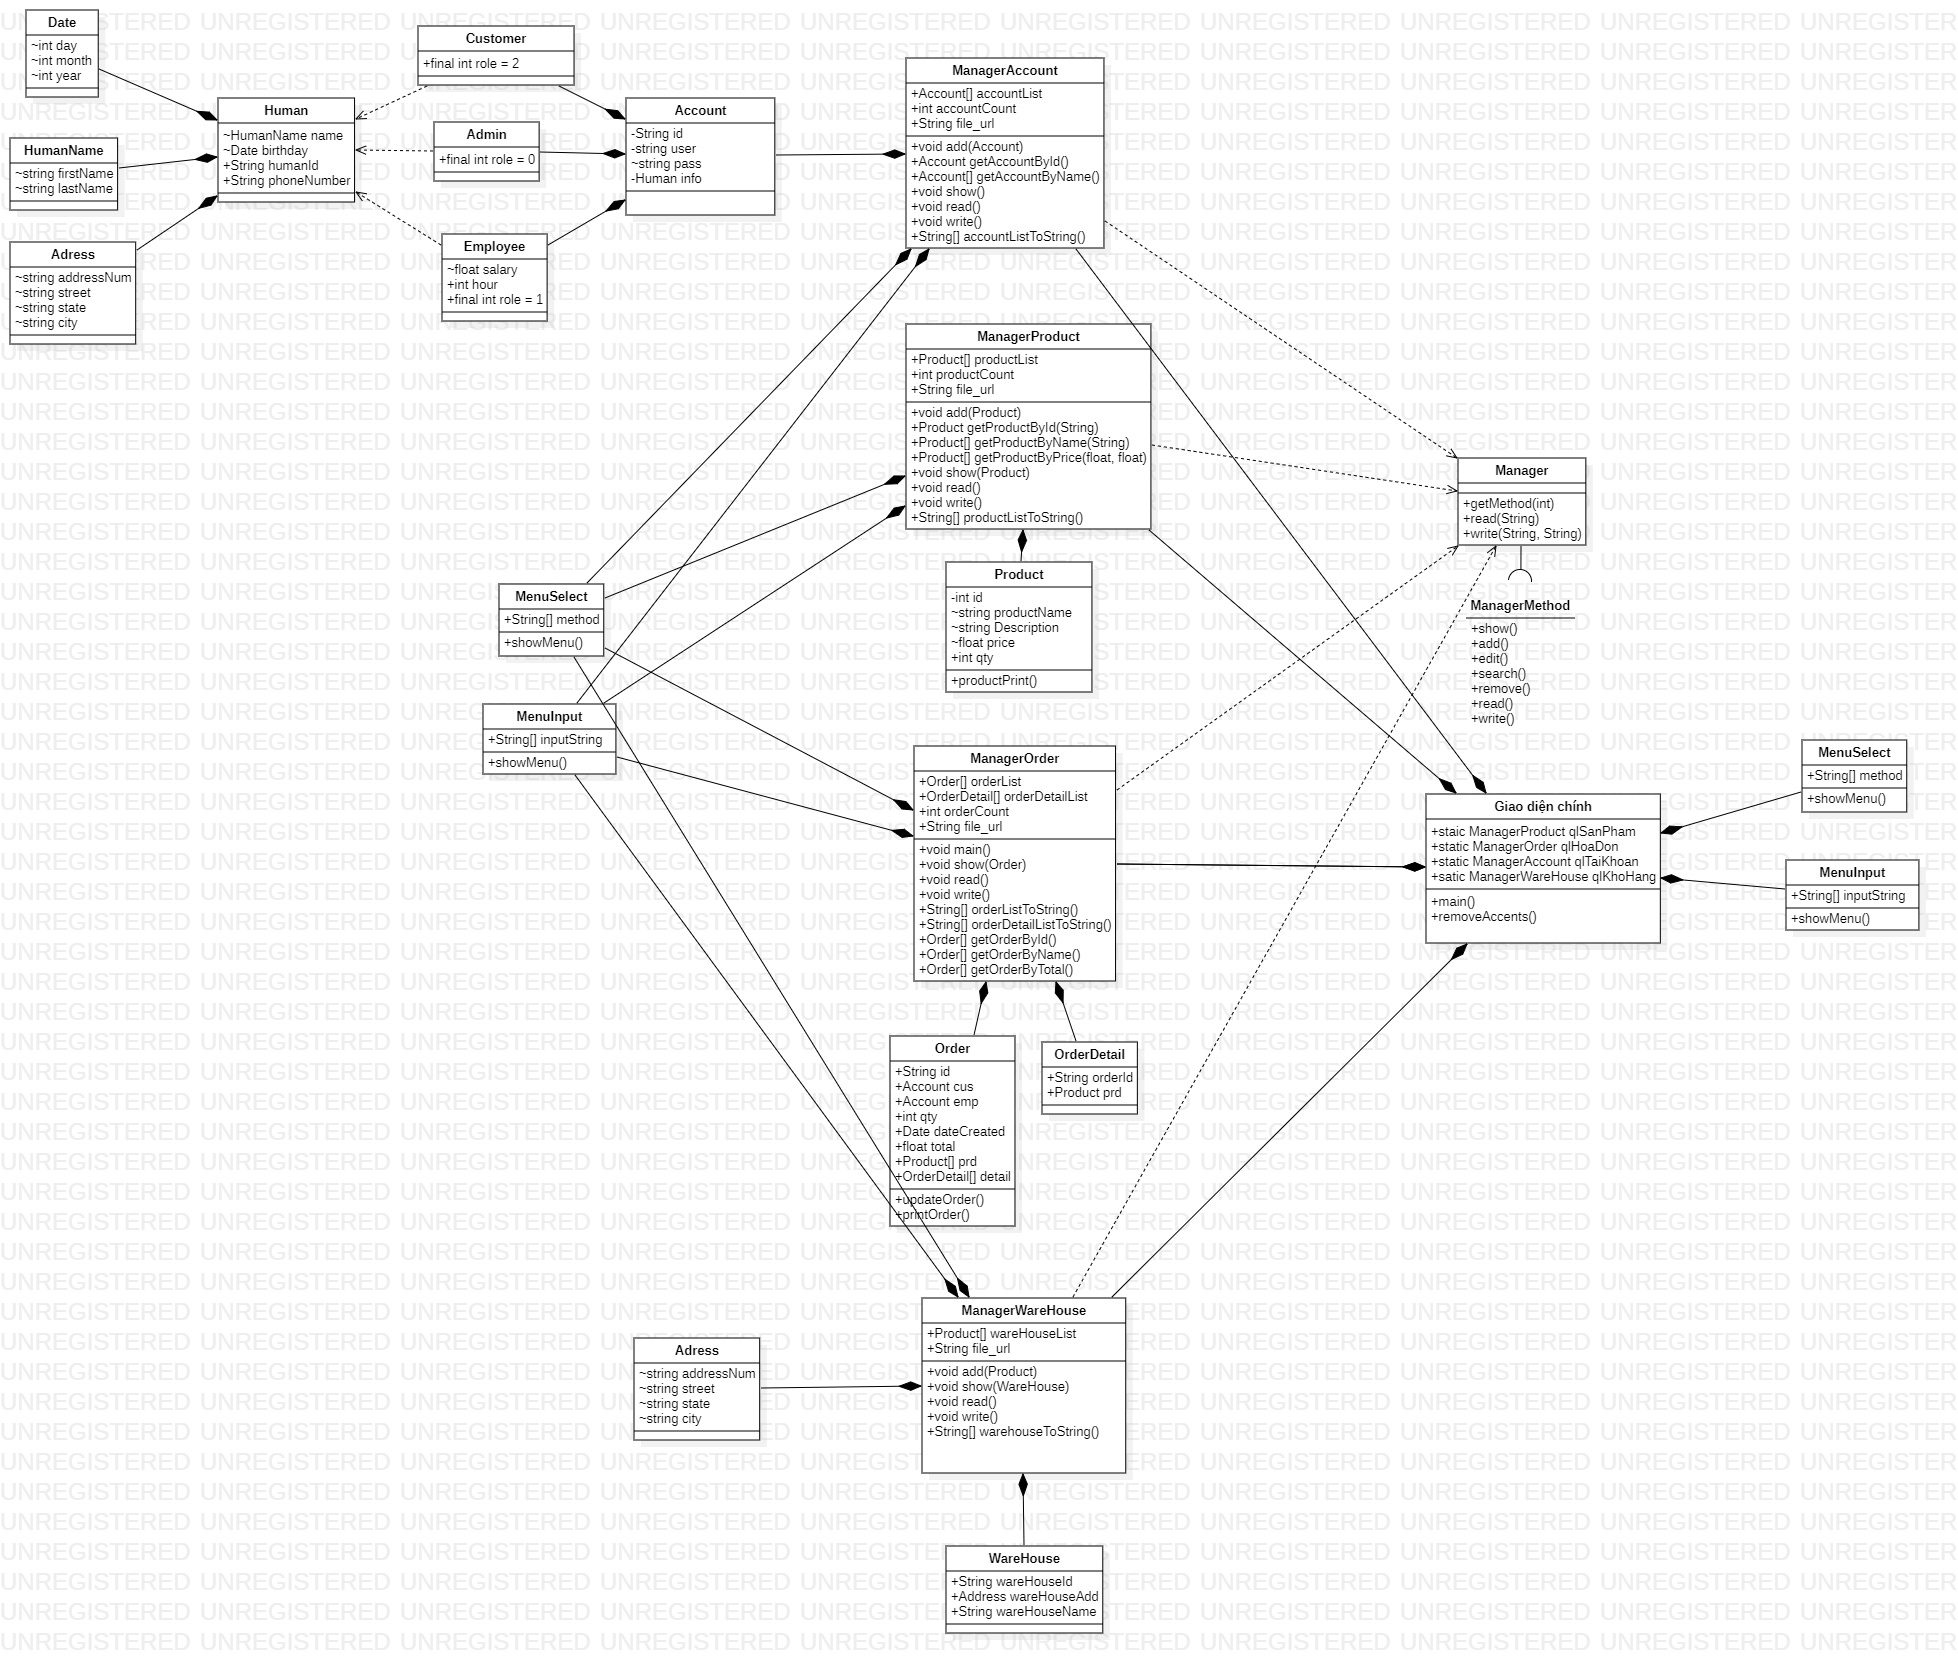 Date
~int day
~int month
~int year
HumanName
~string firstName
~string lastName
Adress
~string addressNum
~string street
~string state
~string city
Human
~HumanName name
~Date birthday
+String humanId
+String phoneNumber
Customer
+final int role = 2
Admin
+final int role = 0
Employee
~float salary
+int hour
+final int role = 1
Account
-String id
-string user
~string pass
-Human info
ManagerAccount
+Account[] accountList
+int accountCount
+String file_url
+void add(Account)
+Account getAccountById()
+Account[] getAccountByName()
+void show()
+void read()
+void write()
+String[] accountListToString()
ManagerProduct
+Product[] productList
+int productCount
+String file_url
+void add(Product)
+Product getProductById(String)
+Product[] getProductByName(String)
+Product[] getProductByPrice(float, float)
+void show(Product)
+void read()
+void write()
+String[] productListToString()
Manager
+getMethod(int)
+read(String)
+write(String, String)
ManagerMethod
+show()
+add()
+edit()
+search()
+remove()
+read()
+write()
Product
-int id
~string productName
~string Description
~float price
+int qty
+productPrint()
MenuSelect
+String[] method
+showMenu()
MenuInput
+String[] inputString
+showMenu()
ManagerOrder
+Order[] orderList
+OrderDetail[] orderDetailList
+int orderCount
+String file_url
+void main()
+void show(Order)
+void read()
+void write()
+String[] orderListToString()
+String[] orderDetailListToString()
+Order[] getOrderById()
+Order[] getOrderByName()
+Order[] getOrderByTotal()
Giao diện chính
+staic ManagerProduct qlSanPham
+static ManagerOrder qlHoaDon
+static ManagerAccount qlTaiKhoan
+satic ManagerWareHouse qlKhoHang
+main()
+removeAccents()
MenuSelect
+String[] method
+showMenu()
MenuInput
+String[] inputString
+showMenu()
Order
+String id
+Account cus
+Account emp
+int qty
+Date dateCreated
+float total
+Product[] prd
+OrderDetail[] detail
+updateOrder()
+printOrder()
OrderDetail
+String orderId
+Product prd
ManagerWareHouse
+Product[] wareHouseList
+String file_url
+void add(Product)
+void show(WareHouse)
+void read()
+void write()
+String[] warehouseToString()
Adress
~string addressNum
~string street
~string state
~string city
WareHouse
+String wareHouseId
+Address wareHouseAdd
+String wareHouseName
UNREGISTERED